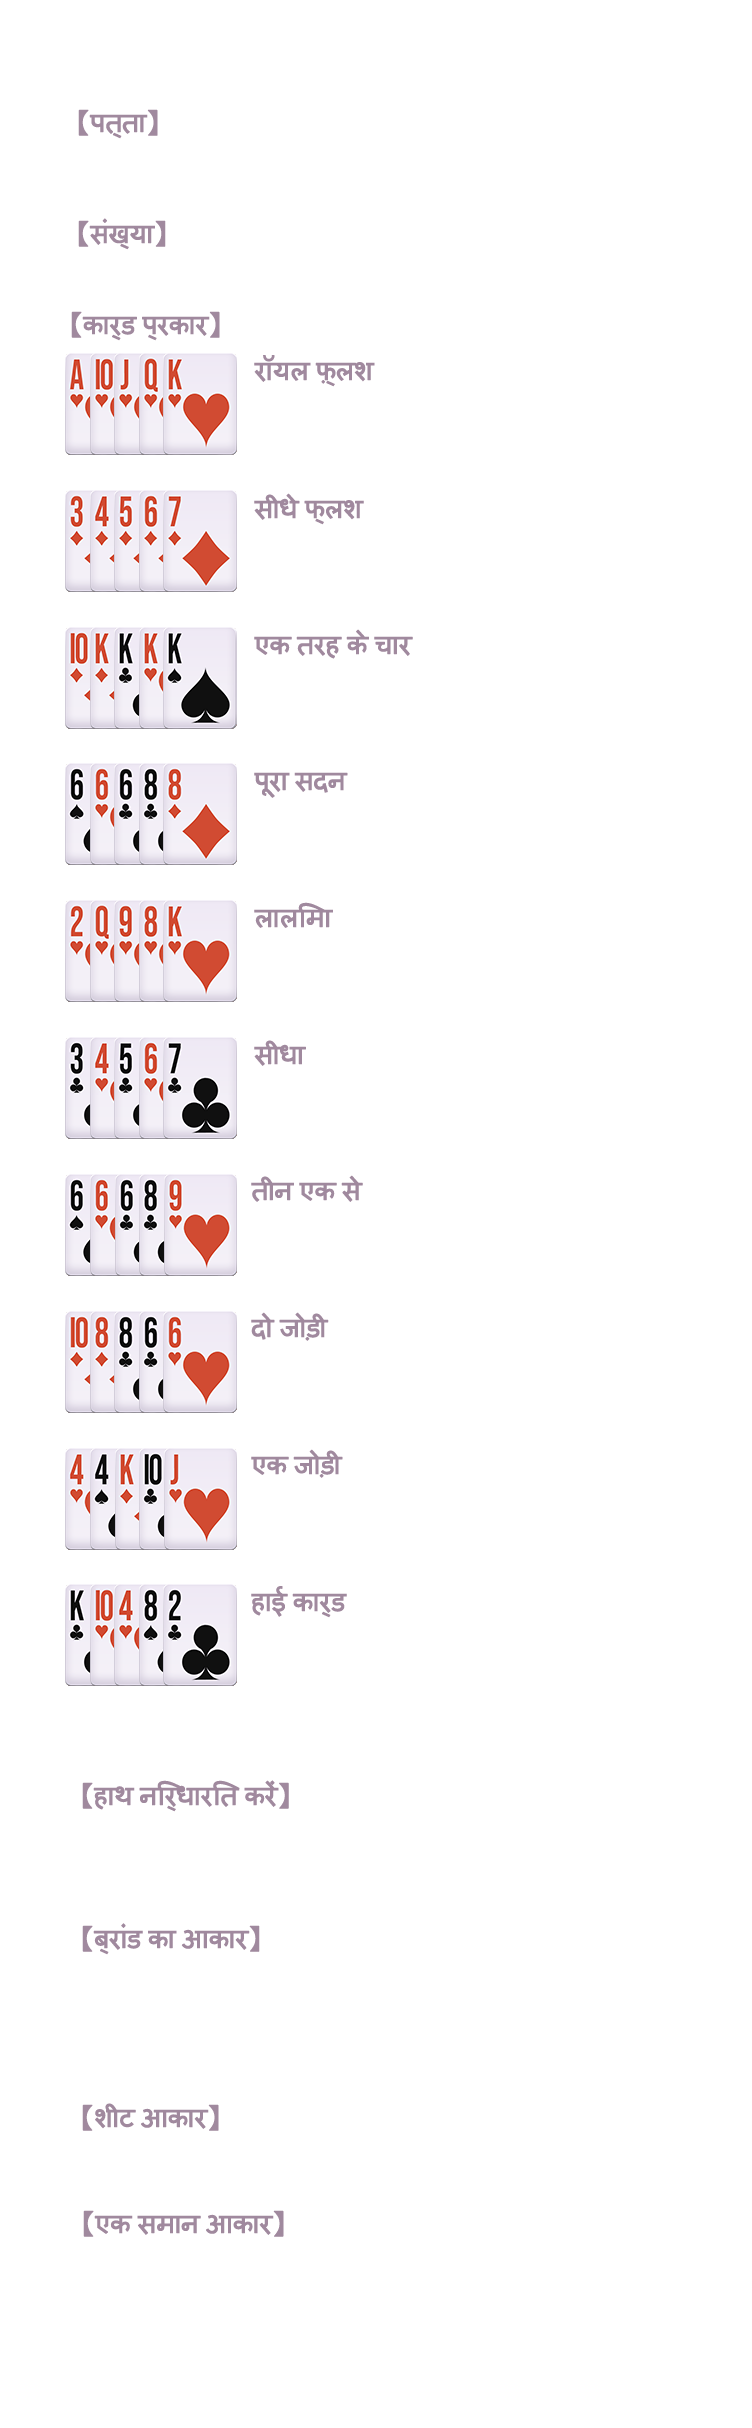 【पत्ता】
【संख्या】
【कार्ड प्रकार】
A 10 J Q K रॉयल फ़्लश
3 4 5 6 7 सीधे फ्लश
10 K K K K एक तरह के चार
6 6 6 8 8 पूरा सदन
2 Q 9 8 K लालिमा
3 4 5 6 7 सीधा
6 6 6 8 9 तीन एक से
10 8 8 6 6 दो जोड़ी
4 4 K 10 J एक जोड़ी
K 10 4 8 2 हाई कार्ड
【हाथ निर्धारित करें】
【ब्रांड का आकार】
【शीट आकार】
【एक समान आकार】